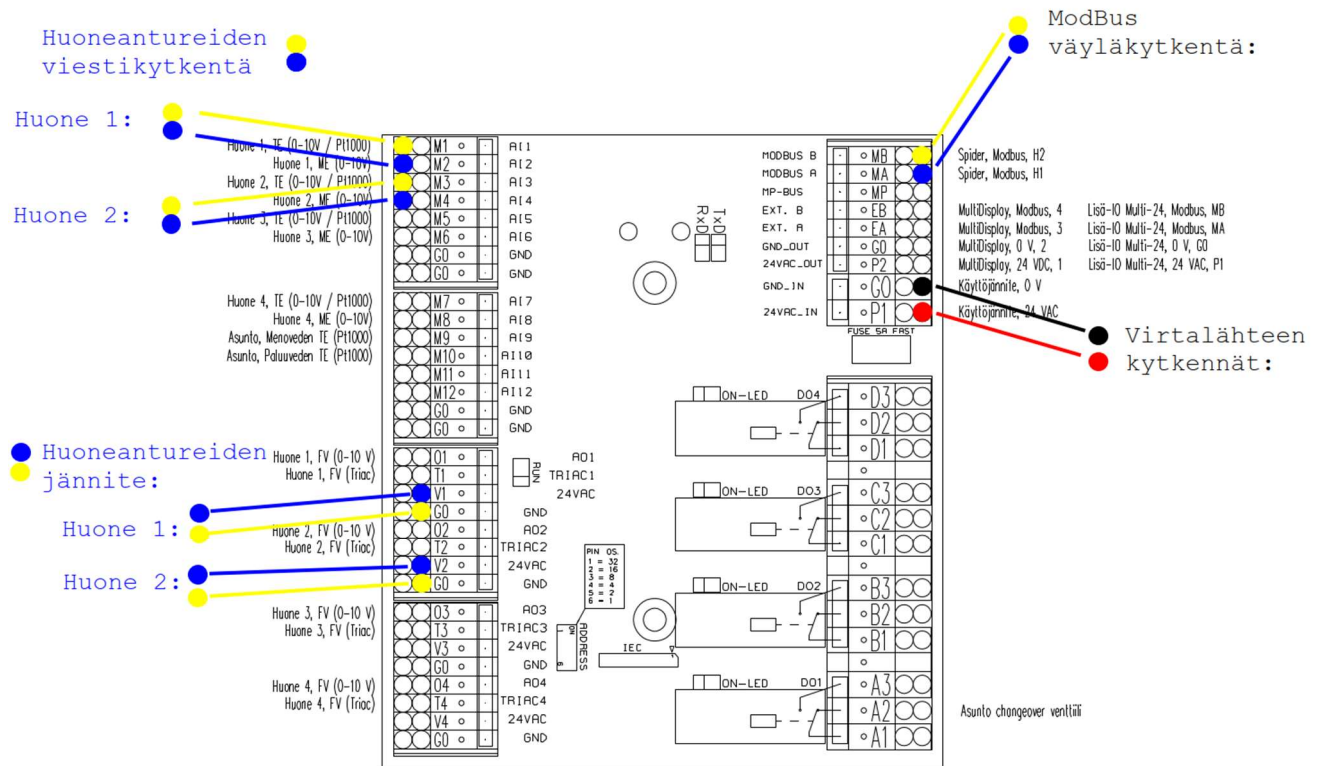 Huoneantureiden
viestikytkentä
ModBus
väyläkytkentä:
Huone 1:
Huone 2:
Huone 1, TE (0-10V / Pt1000) M1 AI1
Huone 1, ME (0-10V) M2 AI2
Huone 2, TE (0-10V / Pt1000) M3 AI3
Huone 2, ME (0-10V) M4 AI4
Huone 3, TE (0-10V / Pt1000) M5 AI5
Huone 3, ME (0-10V) M6 AI6
G0 GND
G0 GND
Huone 4, TE (0-10V / Pt1000) M7 AI7
Huone 4, ME (0-10V) M8 AI8
Asunto, Menoveden TE (Pt1000) M9 AI9
Asunto, Paluuveden TE (Pt1000) M10 AI10
M11 AI11
M12 AI12
G0 GND
G0 GND
Huoneantureiden
jännite:
Huone 1:
Huone 2:
Huone 1, FV (0-10 V) O1 AO1
Huone 1, FV (Triac) T1 TRIAC1
V1 24VAC
G0 GND
Huone 2, FV (0-10 V) O2 AO2
Huone 2, FV (Triac) T2 TRIAC2
V2 24VAC
G0 GND
Huone 3, FV (0-10 V) O3 AO3
Huone 3, FV (Triac) T3 TRIAC3
V3 24VAC
G0 GND
Huone 4, FV (0-10 V) O4 AO4
Huone 4, FV (Triac) T4 TRIAC4
V4 24VAC
G0 GND
RUN
PIN OS.
1 = 32
2 = 16
3 = 8
4 = 4
5 = 2
6 - 1
ON
1
6
ADDRESS
IEC
RxD
TxD
MODBUS B MB Spider, Modbus, H2
MODBUS A MA Spider, Modbus, H1
MP-BUS MP
EXT. B EB MultiDisplay, Modbus, 4 Lisä-IO Multi-24, Modbus, MB
EXT. A EA MultiDisplay, Modbus, 3 Lisä-IO Multi-24, Modbus, MA
GND_OUT G0 MultiDisplay, 0 V, 2 Lisä-IO Multi-24, 0 V, G0
24VAC_OUT P2 MultiDisplay, 24 VDC, 1 Lisä-IO Multi-24, 24 VAC, P1
GND_IN G0 Käyttöjännite, 0 V
24VAC_IN P1 Käyttöjännite, 24 VAC
FUSE 5A FAST
Virtalähteen
kytkennät:
ON-LED DO4 D3
D2
D1
ON-LED DO3 C3
C2
C1
ON-LED DO2 B3
B2
B1
ON-LED DO1 A3
A2 Asunto changeover venttiili
A1